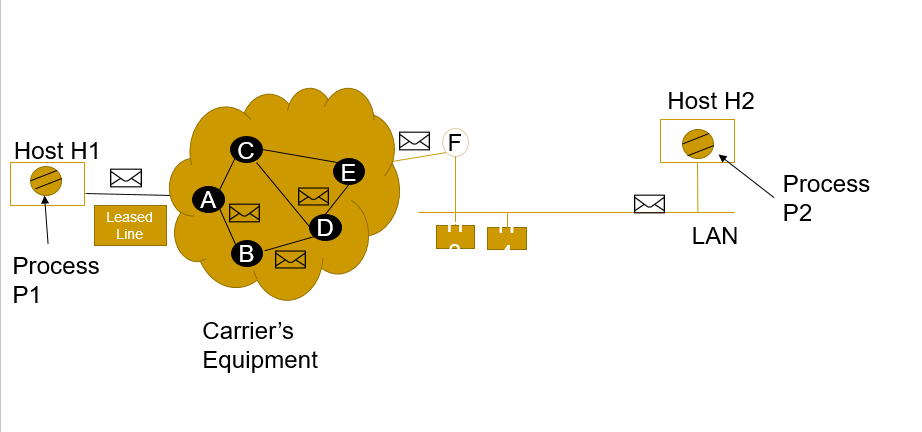 Host H2
Host H1
C
F
E
A
Process
P2
Leased
Line
D
B
LAN
Process
P1
Carrier's
Equipment